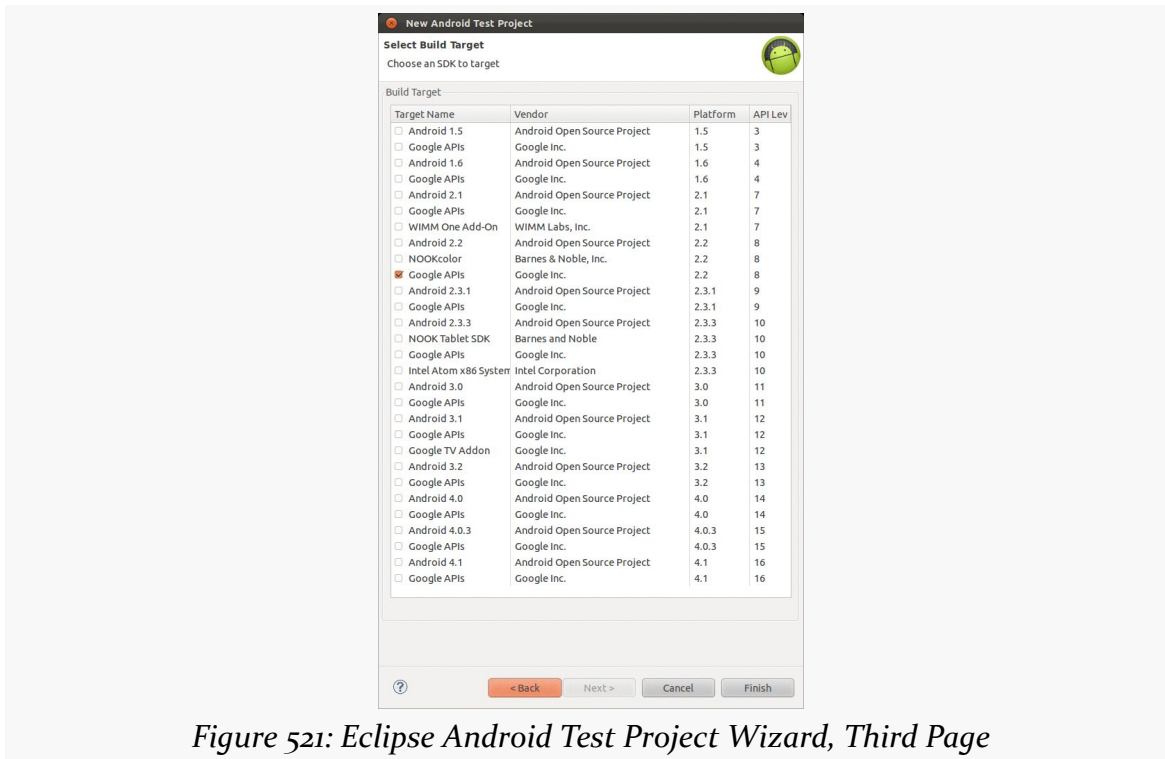 New Android Test Project
Select Build Target
Choose an SDK to target
Build Target
Target Name Vendor Platform API Lev
Android 1.5 Android Open Source Project 1.5 3
Google APIs Google Inc. 1.5 3
Android 1.6 Android Open Source Project 1.6 4
Google APIs Google Inc. 1.6 4
Android 2.1 Android Open Source Project 2.1 7
Google APIs Google Inc. 2.1 7
WIMM One Add-On WIMM Labs, Inc. 2.1 7
Android 2.2 Android Open Source Project 2.2 8
NOOKcolor Barnes & Noble, Inc. 2.2 8
Google APIs Google Inc. 2.2 8
Android 2.3.1 Android Open Source Project 2.3.1 9
Google APIs Google Inc. 2.3.1 9
Android 2.3.3 Android Open Source Project 2.3.3 10
NOOK Tablet SDK Barnes and Noble 2.3.3 10
Google APIs Google Inc. 2.3.3 10
Intel Atom x86 System Intel Corporation 2.3.3 10
Android 3.0 Android Open Source Project 3.0 11
Google APIs Google Inc. 3.0 11
Android 3.1 Android Open Source Project 3.1 12
Google APIs Google Inc. 3.1 12
Google TV Addon Google Inc. 3.1 12
Android 3.2 Android Open Source Project 3.2 13
Google APIs Google Inc. 3.2 13
Android 4.0 Android Open Source Project 4.0 14
Google APIs Google Inc. 4.0 14
Android 4.0.3 Android Open Source Project 4.0.3 15
Google APIs Google Inc. 4.0.3 15
Android 4.1 Android Open Source Project 4.1 16
Google APIs Google Inc. 4.1 16
? < Back Next > Cancel Finish
Figure 521: Eclipse Android Test Project Wizard, Third Page